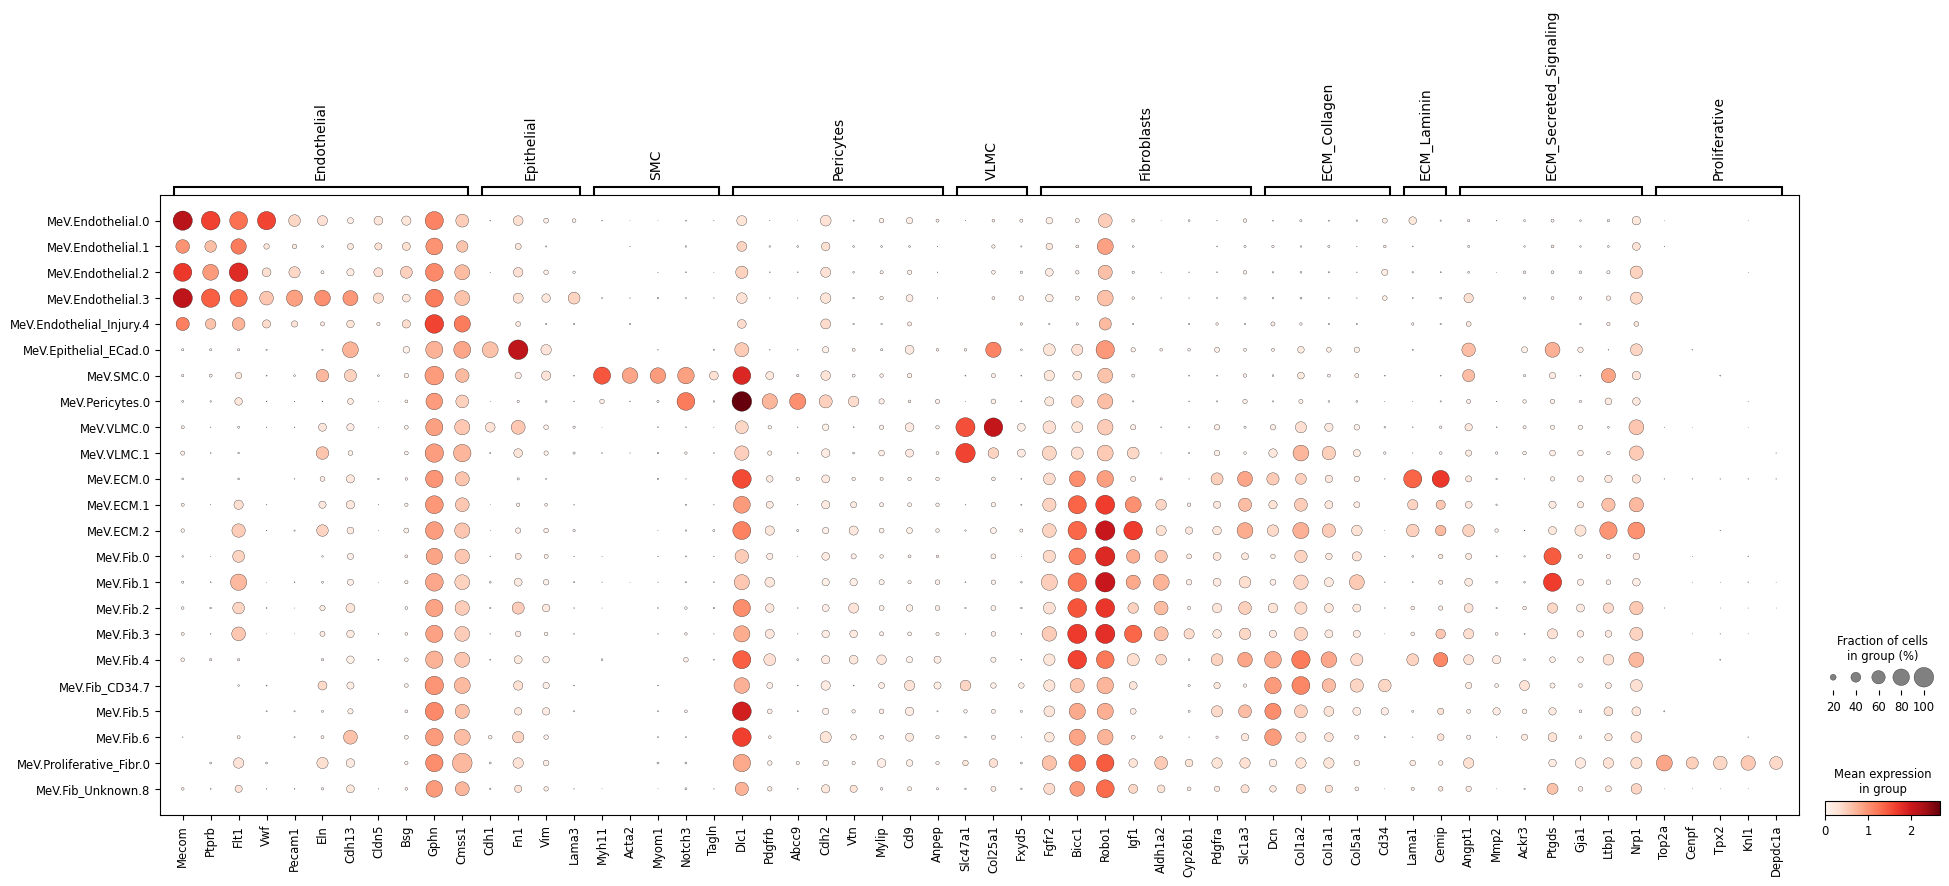 Endothelial
Epithelial
SMC
Pericytes
VLMC
Fibroblasts
ECM_Collagen
ECM_Laminin
ECM_Secreted_Signaling
Proliferative
MeV.Endothelial.0
MeV.Endothelial.1
MeV.Endothelial.2
MeV.Endothelial.3
MeV.Endothelial_Injury.4
MeV.Epithelial_ECad.0
MeV.SMC.0
MeV.Pericytes.0
MeV.VLMC.0
MeV.VLMC.1
MeV.ECM.0
MeV.ECM.1
MeV.ECM.2
MeV.Fib.0
MeV.Fib.1
MeV.Fib.2
MeV.Fib.3
MeV.Fib.4
MeV.Fib_CD34.7
MeV.Fib.5
MeV.Fib.6
MeV.Proliferative_Fibr.0
MeV.Fib_Unknown.8
Mecom
Ptprb
Flt1
Vwf
Pecam1
Eln
Cdh13
Cldn5
Bsg
Gphn
Cmss1
Cdh1
Fn1
Vim
Lama3
Myh11
Acta2
Myom1
Notch3
Tagln
Dlc1
Pdgfrb
Abcc9
Cdh2
Vtn
Mylip
Cd9
Anpep
Slc47a1
Col25a1
Fxyd5
Fgfr2
Bicc1
Robo1
Igf1
Aldh1a2
Cyp26b1
Pdgfra
Slc1a3
Dcn
Col1a2
Col1a1
Col5a1
Cd34
Lama1
Cemip
Angpt1
Mmp2
Ackr3
Ptgds
Gja1
Ltbp1
Nrp1
Top2a
Cenpf
Tpx2
Knl1
Depdc1a
Fraction of cells
in group (%)
20 40 60 80 100
Mean expression
in group
0 1 2